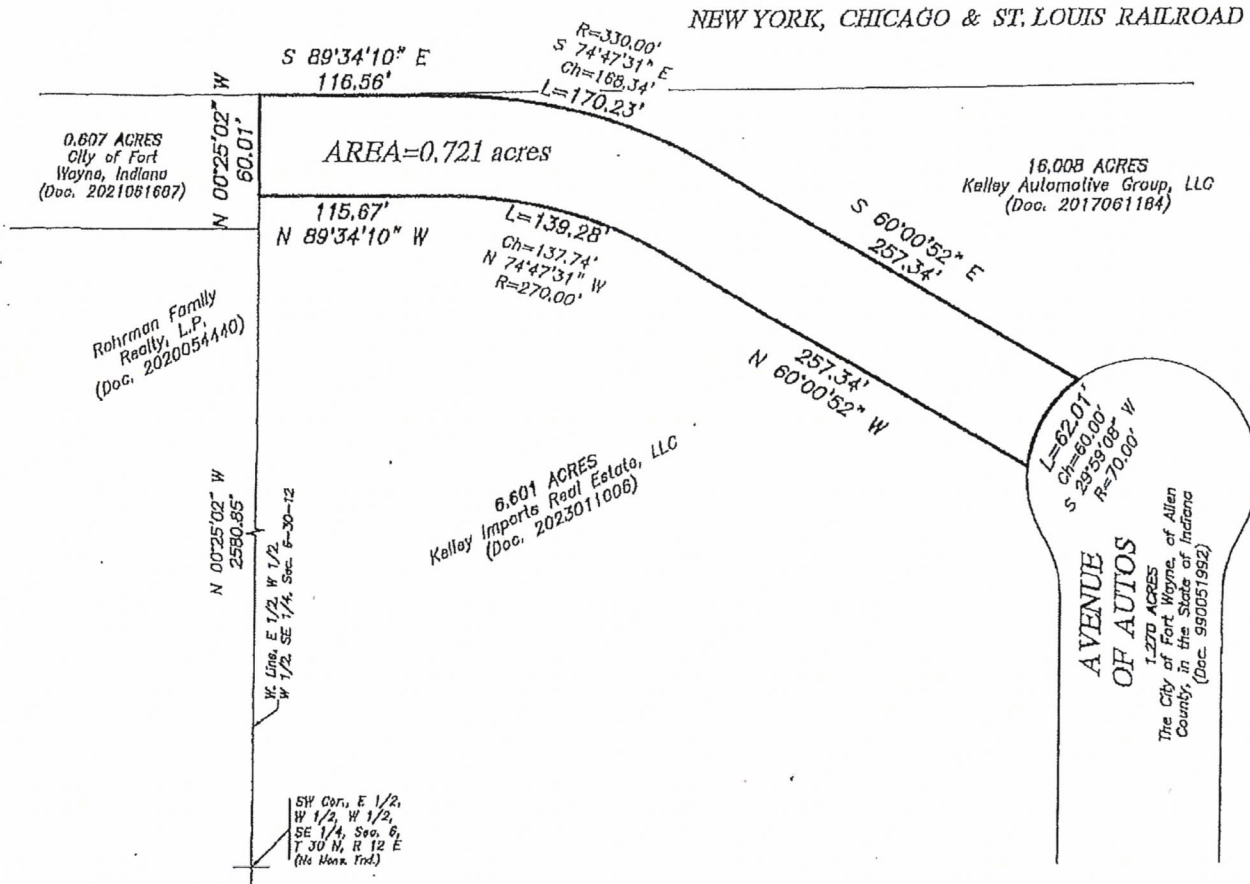 NEW YORK, CHICAGO & ST. LOUIS RAILROAD
S 89°34'10" E
116.56'
R=330.00'
S 74°47'31" E
Ch=168.34'
L=170.23'
N 00°25'02" W
60.01'
0.607 ACRES
City of Fort
Wayne, Indiana
(Doc. 2021061607)
AREA=0.721 acres
16.008 ACRES
Kelley Automotive Group, LLC
(Doc. 2017061184)
115.67'
N 89°34'10" W
L=139.28'
Ch=137.74'
N 74°47'31" W
R=270.00'
S 60°00'52" E
257.34'
Rohrman Family
Realty, L.P.
(Doc. 2020054440)
257.34'
N 60°00'52" W
L=62.01'
Ch=60.00'
S 29°59'08" W
R=70.00'
6.601 ACRES
Kelley Imports Real Estate, LLC
(Doc. 2023011006)
N 00°25'02" W
2580.85'
W. Line, E 1/2, W 1/2,
W 1/2, SE 1/4, Sec. 6-30-12
AVENUE
OF AUTOS
1.270 ACRES
The City of Fort Wayne, of Allen
County, in the State of Indiana
(Doc. 990051992)
SW Cor., E 1/2,
W 1/2, W 1/2,
SE 1/4, Sec. 6,
T 30 N, R 12 E
(No Mon. Fnd.)